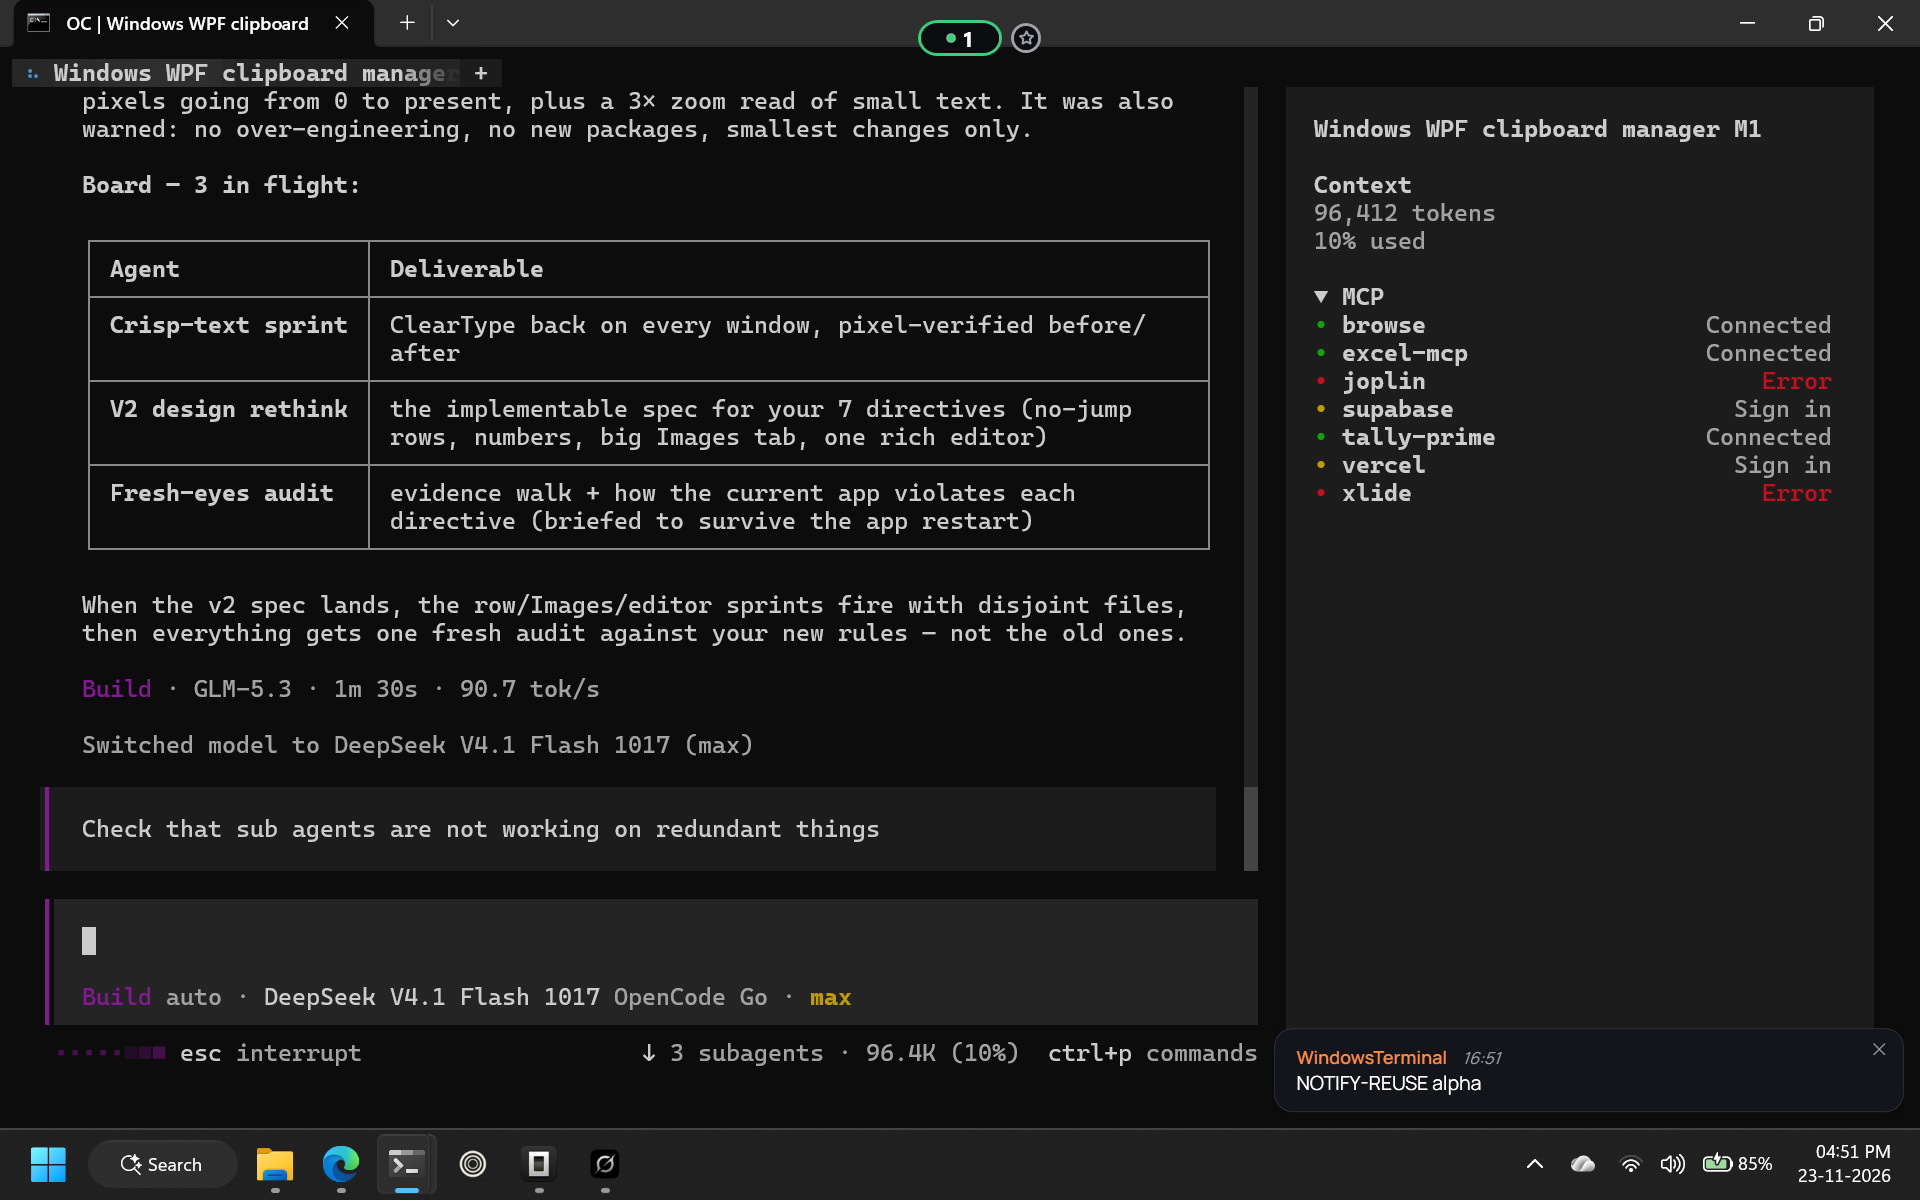 OC | Windows WPF clipboard
1
Windows WPF clipboard manager +
pixels going from 0 to present, plus a 3× zoom read of small text. It was also
warned: no over-engineering, no new packages, smallest changes only.
Board — 3 in flight:
Agent
Deliverable
Crisp-text sprint
ClearType back on every window, pixel-verified before/
after
V2 design rethink
the implementable spec for your 7 directives (no-jump
rows, numbers, big Images tab, one rich editor)
Fresh-eyes audit
evidence walk + how the current app violates each
directive (briefed to survive the app restart)
When the v2 spec lands, the row/Images/editor sprints fire with disjoint files,
then everything gets one fresh audit against your new rules — not the old ones.
Build · GLM-5.3 · 1m 30s · 90.7 tok/s
Switched model to DeepSeek V4.1 Flash 1017 (max)
Check that sub agents are not working on redundant things
Build auto · DeepSeek V4.1 Flash 1017 OpenCode Go · max
esc interrupt
↓ 3 subagents · 96.4K (10%) ctrl+p commands
Windows WPF clipboard manager M1
Context
96,412 tokens
10% used
▼ MCP
• browse Connected
• excel-mcp Connected
• joplin Error
• supabase Sign in
• tally-prime Connected
• vercel Sign in
• xlide Error
WindowsTerminal 16:51
NOTIFY-REUSE alpha
Search
85%
04:51 PM
23-11-2026